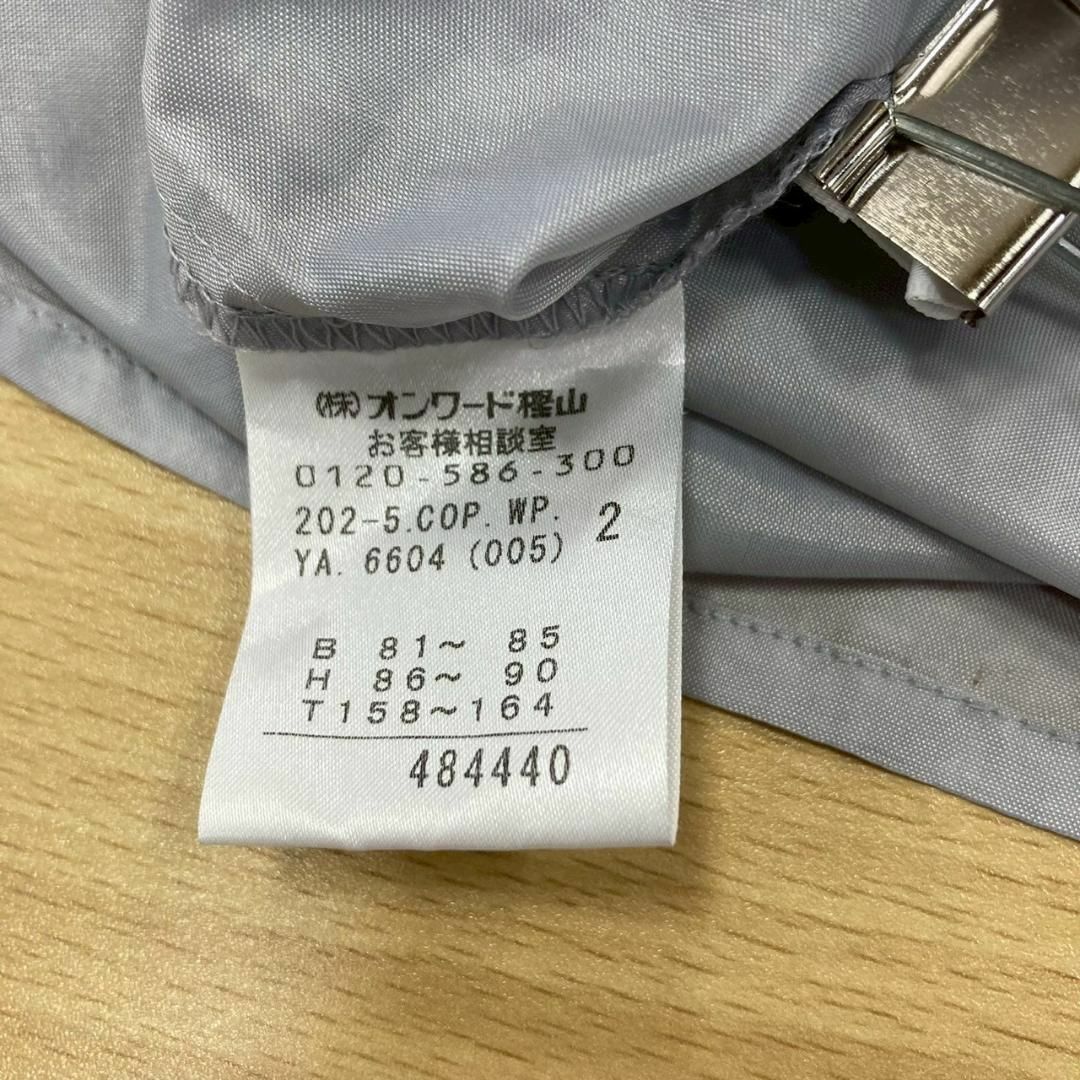 (株)オンワード樫山
お客様相談室
0120-586-300
202-5.COP.WP. 2
YA. 6604 (005)
B 81～ 85
H 86～ 90
T158～164
484440